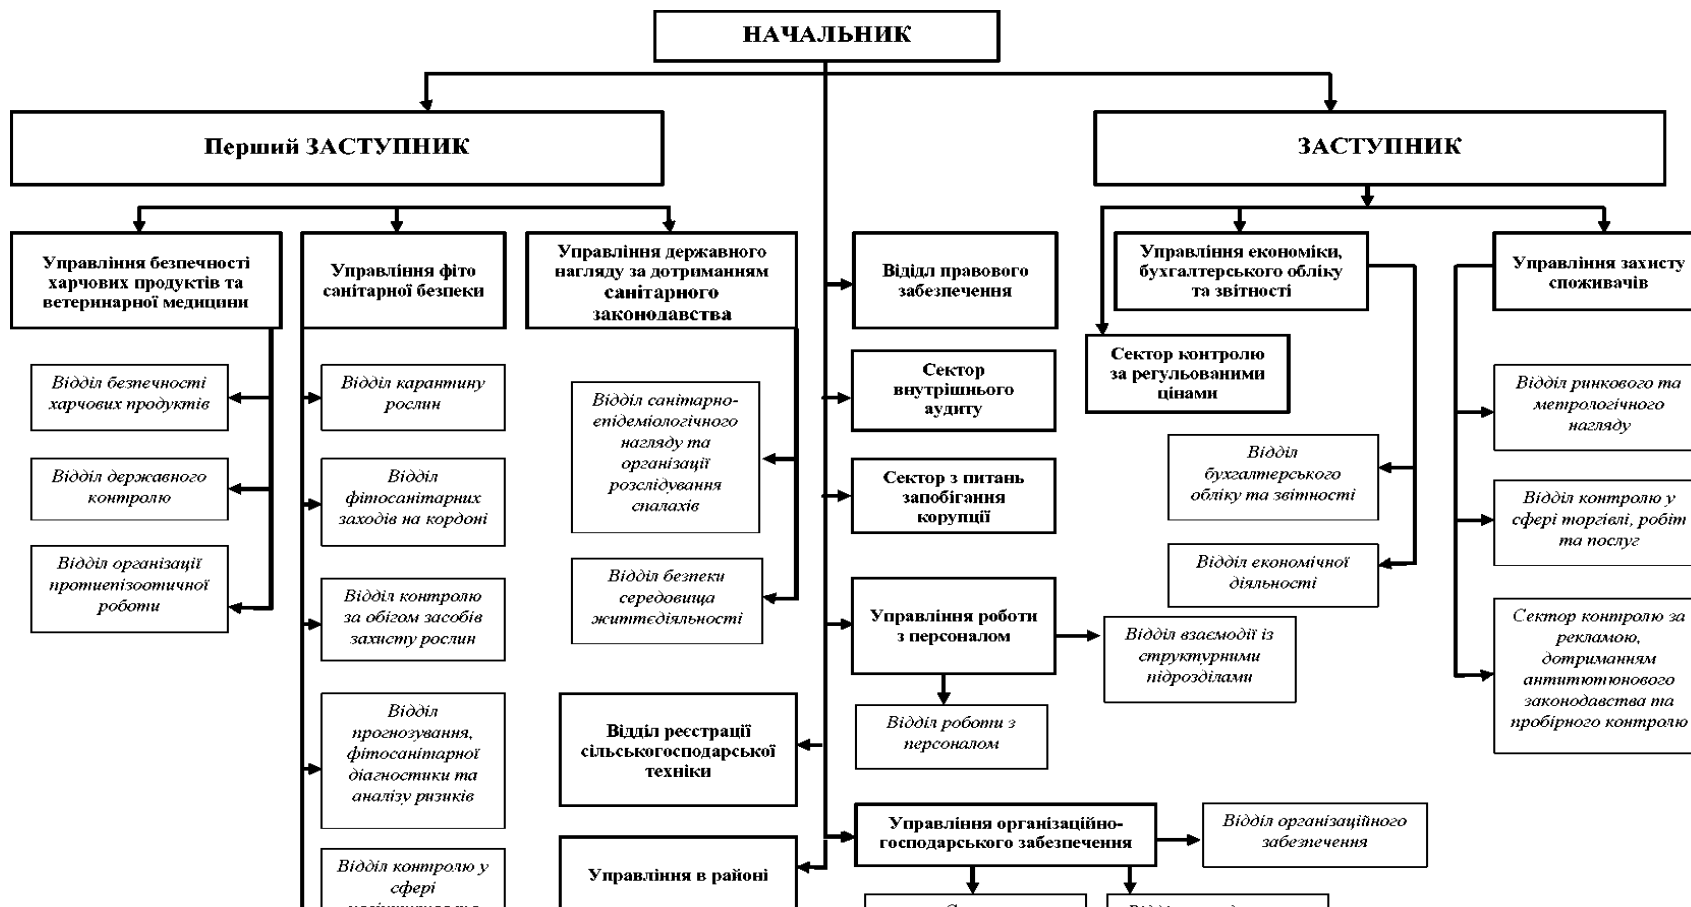 НАЧАЛЬНИК
Перший ЗАСТУПНИК
ЗАСТУПНИК
Управління безпечності
харчових продуктів та
ветеринарної медицини
Управління фіто
санітарної безпеки
Управління державного
нагляду за дотриманням
санітарного
законодавства
Відідл правового
забезпечення
Управління економіки,
бухгалтерського обліку
та звітності
Управління захисту
споживачів
Сектор контролю
за регульованими
цінами
Сектор
внутрішнього
аудиту
Сектор з питань
запобігання
корупції
Відділ безпечності
харчових продуктів
Відділ державного
контролю
Відділ організації
протиепізоотичної
роботи
Відділ карантину
рослин
Відділ
фітосанітарних
заходів на кордоні
Відділ контролю
за обігом засобів
захисту рослин
Відділ
прогнозування,
фітосанітарної
діагностики та
аналізу ризиків
Відділ контролю у
сфері
Відділ санітарно-
епідеміологічного
нагляду та
організації
розслідування
спалахів
Відділ безпеки
середовища
життєдіяльності
Відділ реєстрації
сільськогосподарської
техніки
Управління в районі
Управління роботи
з персоналом
Відділ взаємодії із
структурними
підрозділами
Відділ роботи з
персоналом
Управління організаційно-
господарського забезпечення
Відділ організаційного
забезпечення
Відділ
бухгалтерського
обліку та звітності
Відділ економічної
діяльності
Відділ ринкового та
метрологічного
нагляду
Відділ контролю у
сфері торгівлі, робіт
та послуг
Сектор контролю за
рекламою,
дотриманням
антитютюнового
законодавства та
пробірного контролю